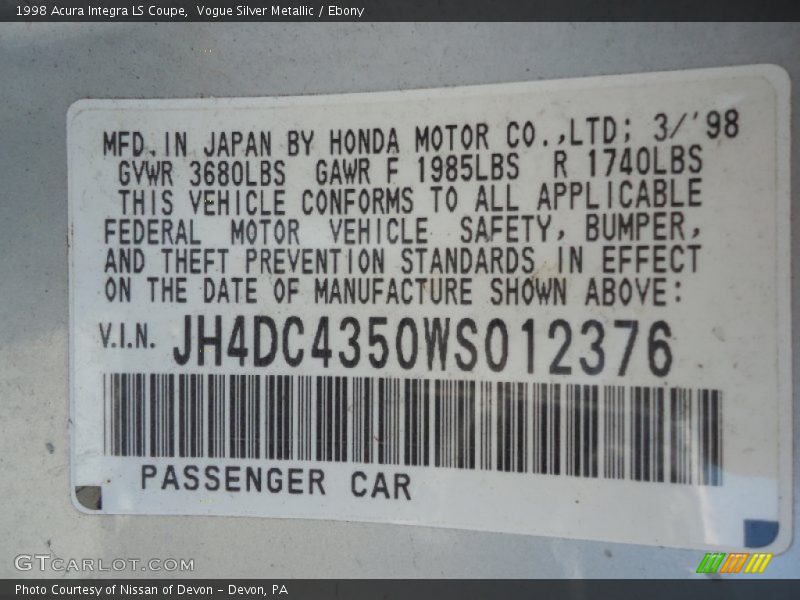 1998 Acura Integra LS Coupe, Vogue Silver Metallic / Ebony
MFD. IN JAPAN BY HONDA MOTOR CO.,LTD; 3/'98
GVWR 3680LBS GAWR F 1985LBS R 1740LBS
THIS VEHICLE CONFORMS TO ALL APPLICABLE
FEDERAL MOTOR VEHICLE SAFETY, BUMPER,
AND THEFT PREVENTION STANDARDS IN EFFECT
ON THE DATE OF MANUFACTURE SHOWN ABOVE:
V.I.N. JH4DC4350WS012376
PASSENGER CAR
GTCARLOT.COM
Photo Courtesy of Nissan of Devon - Devon, PA